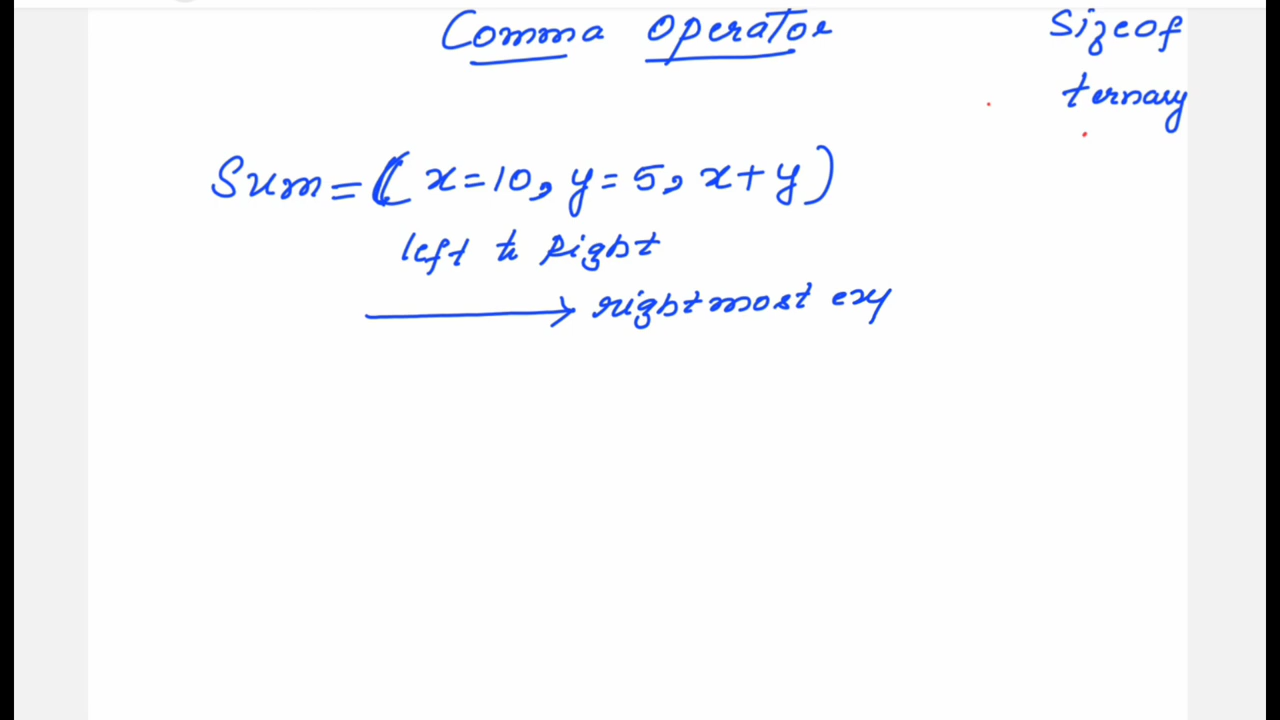 Comma Operator
Sizeof
ternary
Sum=( x=10, y=5, x+y)
left to right
rightmost exp